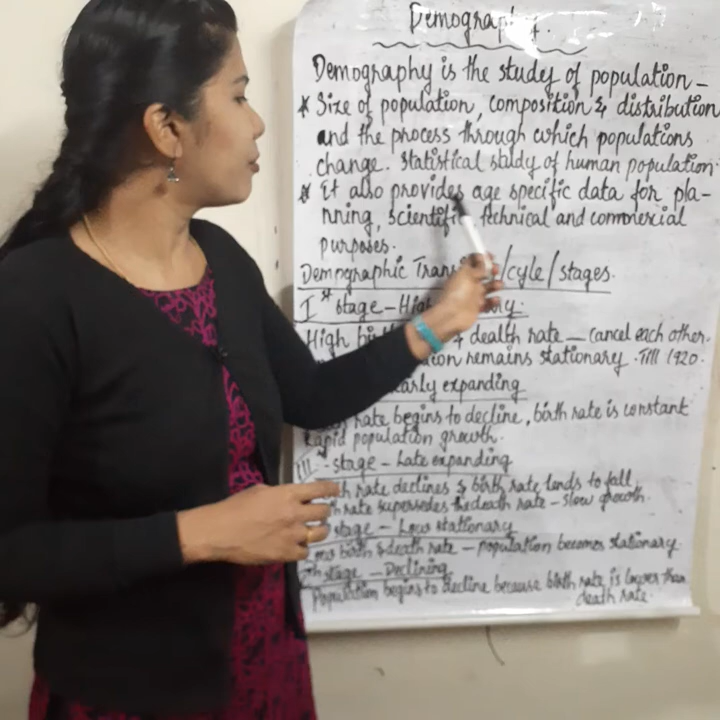 Demography.
Demography is the study of population -
* Size of population, composition & distribution
and the process through which populations
change. Statistical study of human population.
* It also provides age specific data for pla-
nning, scientific technical and commercial
purposes.
Demographic /cyle/stages.
Ist stage - High
High & dealth rate - cancel each other.
remains stationary. Till 1920.
expanding
rate begins to decline, birth rate is constant
Rapid population growth.
III - stage - Late expanding
rate declines & birth rate tends to fall
rate supersedes the death rate - slow growth.
stage - Low stationary
Low birth & death rate - population becomes stationary.
stage - Declining
Population begins to decline because birth rate is lower than
death rate.